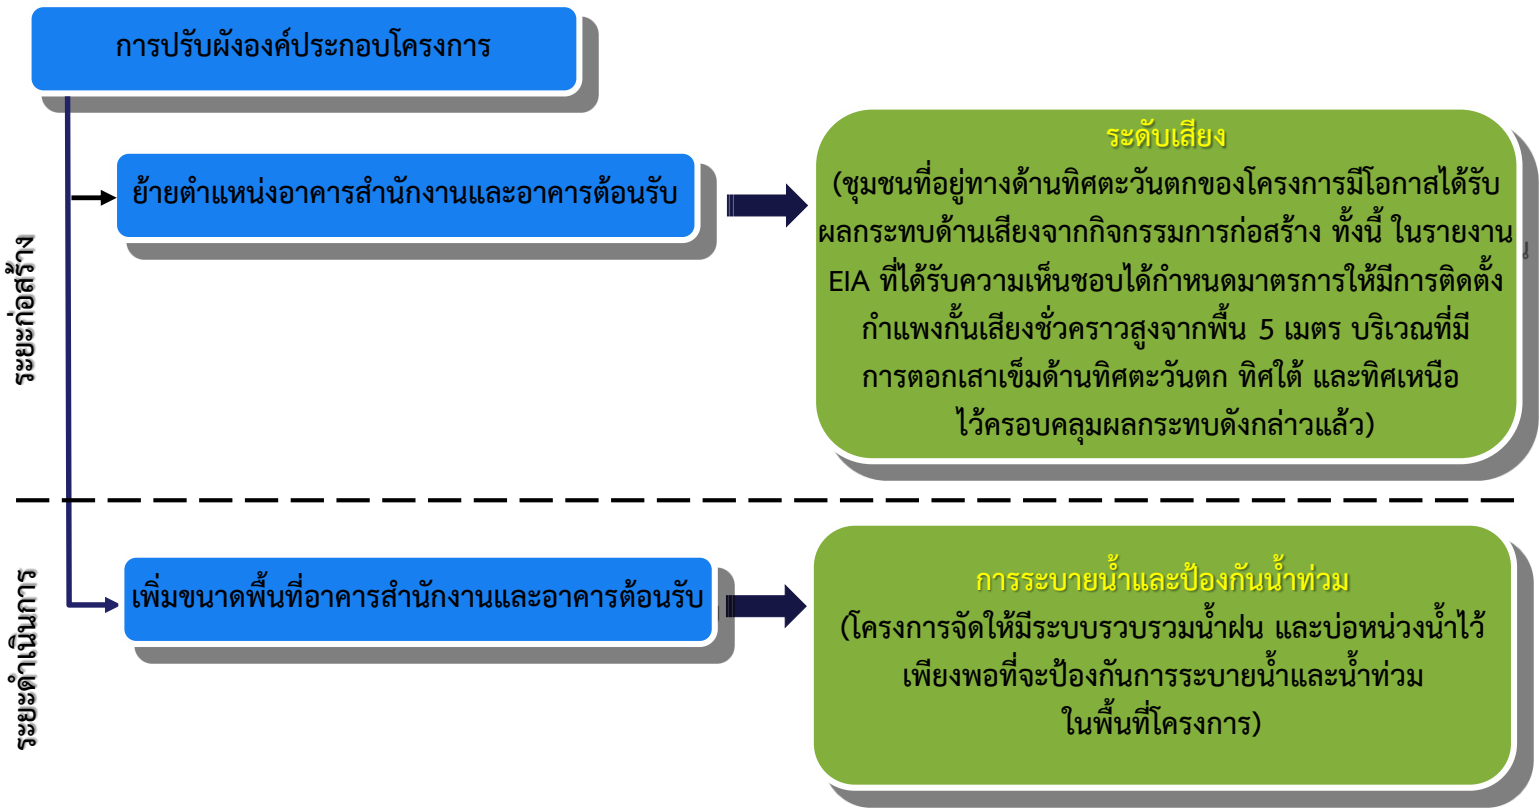 การปรับผังองค์ประกอบโครงการ
ระยะก่อสร้าง
ย้ายตำแหน่งอาคารสำนักงานและอาคารต้อนรับ
ระดับเสียง
(ชุมชนที่อยู่ทางด้านทิศตะวันตกของโครงการมีโอกาสได้รับ
ผลกระทบด้านเสียงจากกิจกรรมการก่อสร้าง ทั้งนี้ ในรายงาน
EIA ที่ได้รับความเห็นชอบได้กำหนดมาตรการให้มีการติดตั้ง
กำแพงกั้นเสียงชั่วคราวสูงจากพื้น 5 เมตร บริเวณที่มี
การตอกเสาเข็มด้านทิศตะวันตก ทิศใต้ และทิศเหนือ
ไว้ครอบคลุมผลกระทบดังกล่าวแล้ว)
ระยะดำเนินการ
เพิ่มขนาดพื้นที่อาคารสำนักงานและอาคารต้อนรับ
การระบายน้ำและป้องกันน้ำท่วม
(โครงการจัดให้มีระบบรวบรวมน้ำฝน และบ่อหน่วงน้ำไว้
เพียงพอที่จะป้องกันการระบายน้ำและน้ำท่วม
ในพื้นที่โครงการ)